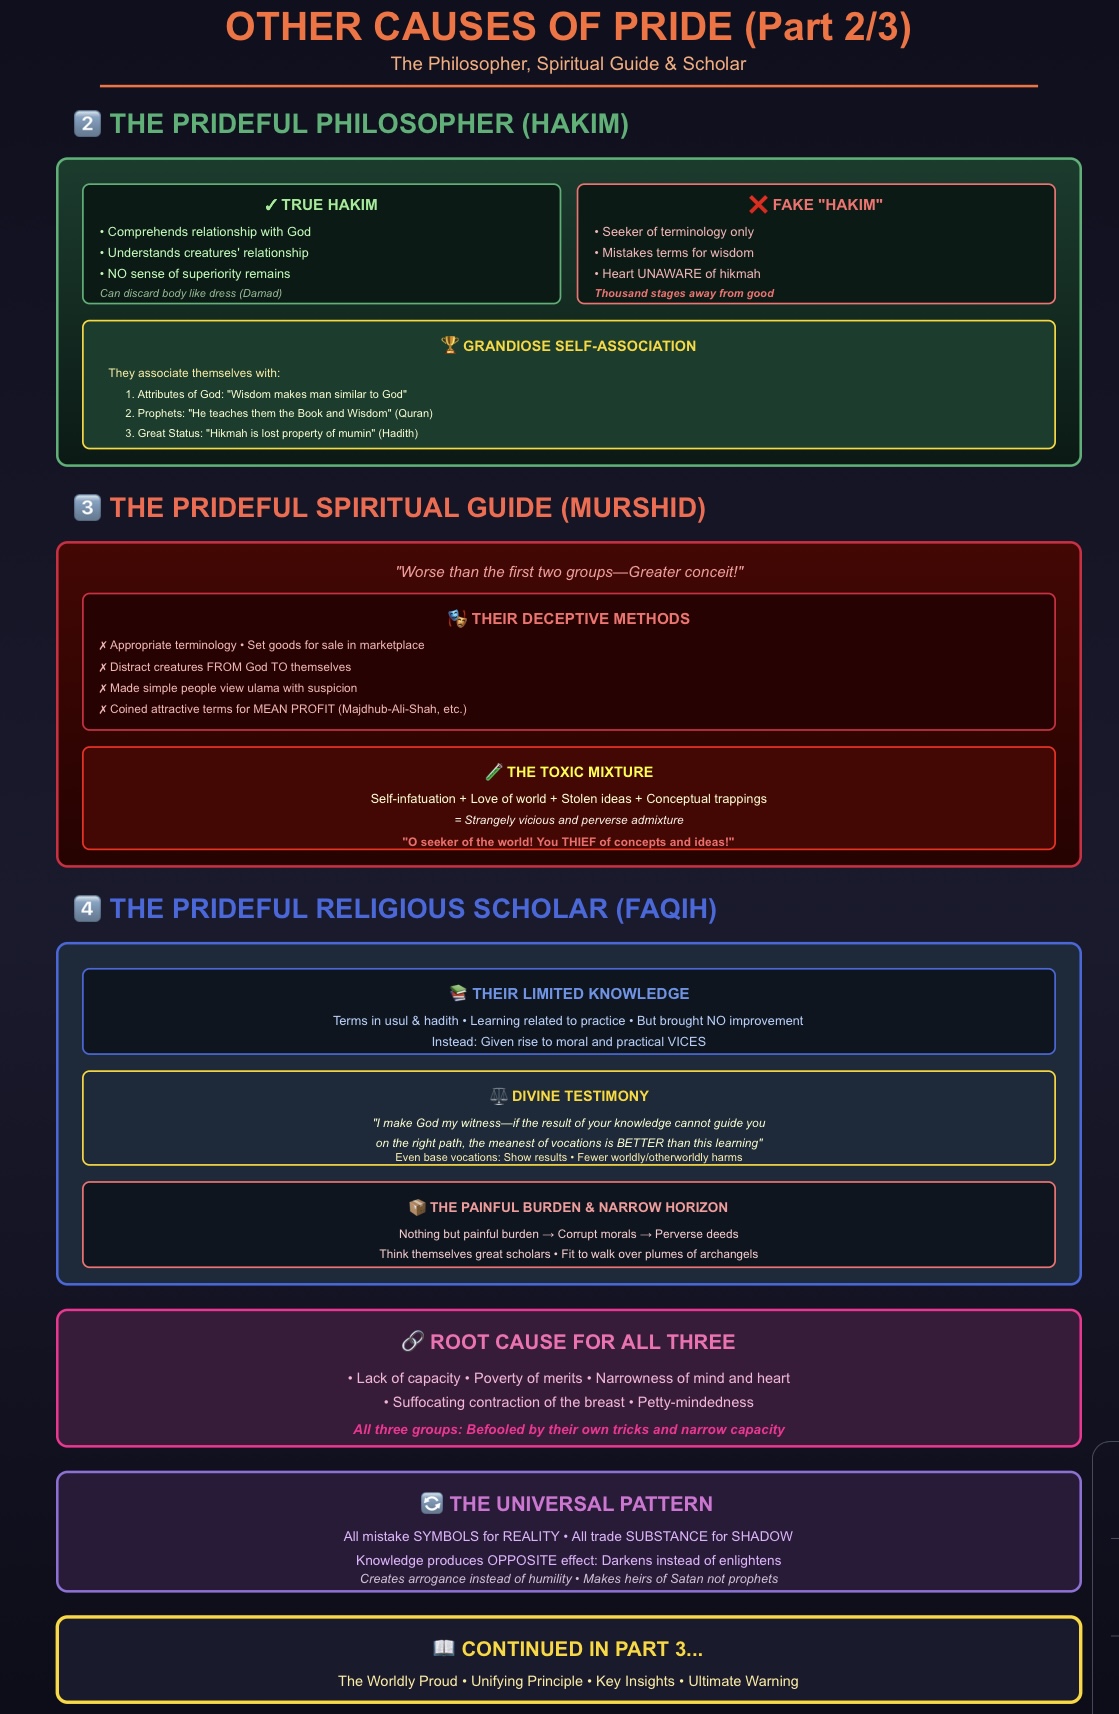 OTHER CAUSES OF PRIDE (Part 2/3)
The Philosopher, Spiritual Guide & Scholar
2️⃣ THE PRIDEFUL PHILOSOPHER (HAKIM)
✓ TRUE HAKIM
• Comprehends relationship with God
• Understands creatures' relationship
• NO sense of superiority remains
Can discard body like dress (Damad)
❌ FAKE "HAKIM"
• Seeker of terminology only
• Mistakes terms for wisdom
• Heart UNAWARE of hikmah
Thousand stages away from good
🏆 GRANDIOSE SELF-ASSOCIATION
They associate themselves with:
1. Attributes of God: "Wisdom makes man similar to God"
2. Prophets: "He teaches them the Book and Wisdom" (Quran)
3. Great Status: "Hikmah is lost property of mumin" (Hadith)
3️⃣ THE PRIDEFUL SPIRITUAL GUIDE (MURSHID)
"Worse than the first two groups—Greater conceit!"
🎭 THEIR DECEPTIVE METHODS
✗ Appropriate terminology • Set goods for sale in marketplace
✗ Distract creatures FROM God TO themselves
✗ Made simple people view ulama with suspicion
✗ Coined attractive terms for MEAN PROFIT (Majdhub-Ali-Shah, etc.)
🧪 THE TOXIC MIXTURE
Self-infatuation + Love of world + Stolen ideas + Conceptual trappings
= Strangely vicious and perverse admixture
"O seeker of the world! You THIEF of concepts and ideas!"
4️⃣ THE PRIDEFUL RELIGIOUS SCHOLAR (FAQIH)
📚 THEIR LIMITED KNOWLEDGE
Terms in usul & hadith • Learning related to practice • But brought NO improvement
Instead: Given rise to moral and practical VICES
⚖️ DIVINE TESTIMONY
"I make God my witness—if the result of your knowledge cannot guide you
on the right path, the meanest of vocations is BETTER than this learning"
Even base vocations: Show results • Fewer worldly/otherworldly harms
📦 THE PAINFUL BURDEN & NARROW HORIZON
Nothing but painful burden → Corrupt morals → Perverse deeds
Think themselves great scholars • Fit to walk over plumes of archangels
🔗 ROOT CAUSE FOR ALL THREE
• Lack of capacity • Poverty of merits • Narrowness of mind and heart
• Suffocating contraction of the breast • Petty-mindedness
All three groups: Befooled by their own tricks and narrow capacity
🔄 THE UNIVERSAL PATTERN
All mistake SYMBOLS for REALITY • All trade SUBSTANCE for SHADOW
Knowledge produces OPPOSITE effect: Darkens instead of enlightens
Creates arrogance instead of humility • Makes heirs of Satan not prophets
📖 CONTINUED IN PART 3...
The Worldly Proud • Unifying Principle • Key Insights • Ultimate Warning